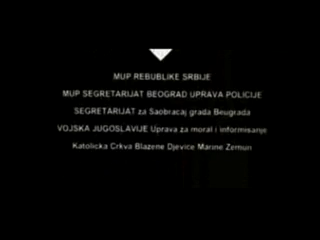 MUP REBUBLIKE SRBIJE
MUP SEGRETARIJAT BEOGRAD UPRAVA POLICIJE
SEGRETARIJAT za Saobracaj grada Beugrada
VOJSKA JUGOSLAVIJE Uprava za moral i informisanje
Katolicka Crkva Blazene Djevice Marine Zemun